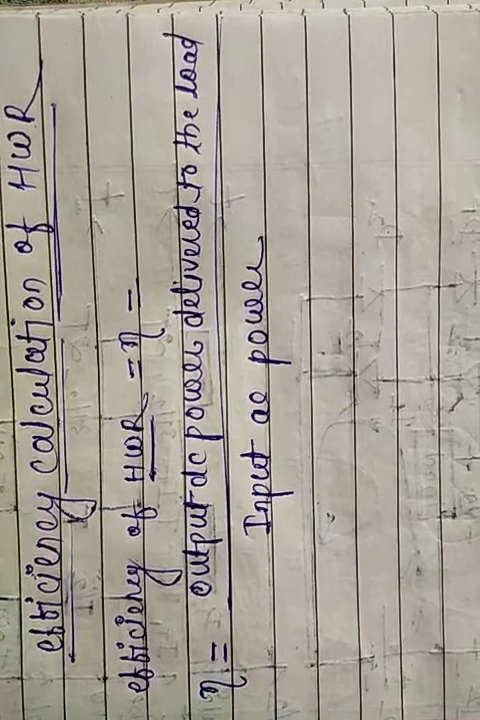 efficiency calculation of HWR
efficiency of HWR - η =
η = output dc power delivered to the load
Input ac power